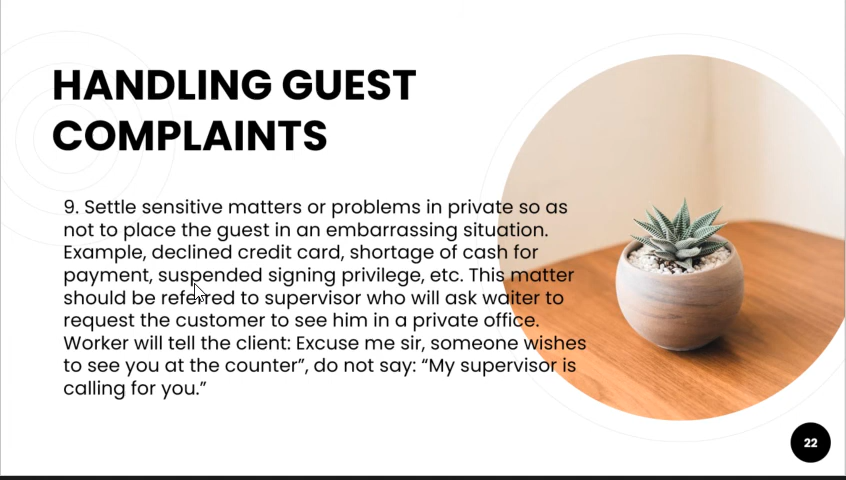 HANDLING GUEST
COMPLAINTS
9. Settle sensitive matters or problems in private so as
not to place the guest in an embarrassing situation.
Example, declined credit card, shortage of cash for
payment, suspended signing privilege, etc. This matter
should be referred to supervisor who will ask waiter to
request the customer to see him in a private office.
Worker will tell the client: Excuse me sir, someone wishes
to see you at the counter”, do not say: “My supervisor is
calling for you.”
22